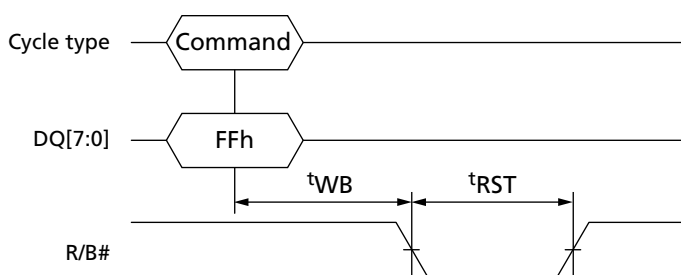 Cycle type Command
DQ[7:0] FFh
tWB tRST
R/B#